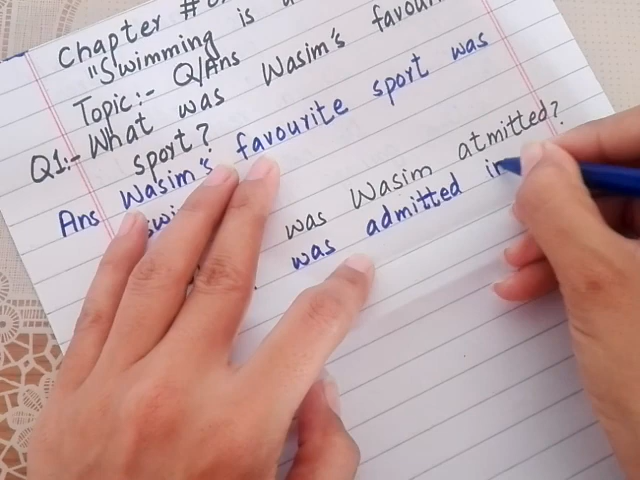 Chapter #
"Swimming is a
Topic:- Q/Ans
Q1:- What was Wasim's favour
sport?
Ans Wasim's favourite sport was
swi
was Wasim atmitted?
was admitted in